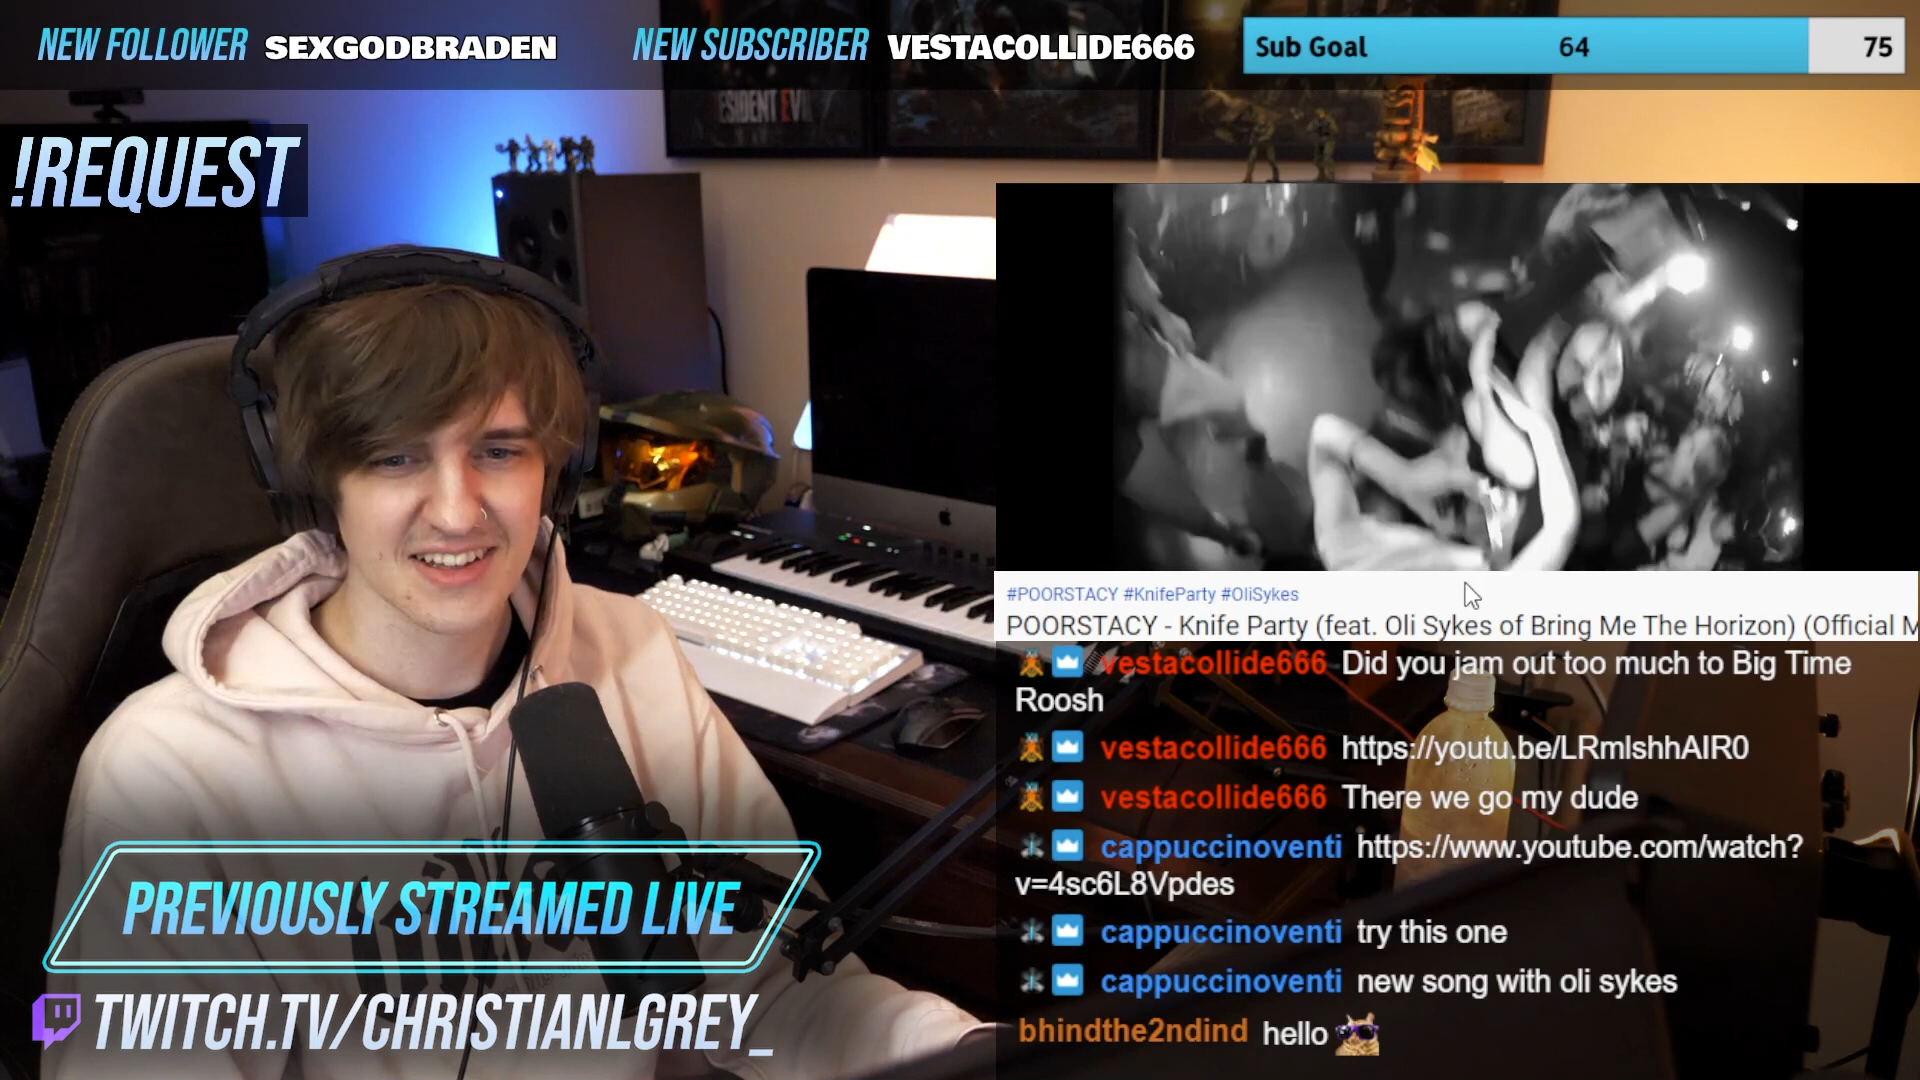 NEW FOLLOWER SEXGODBRADEN NEW SUBSCRIBER VESTACOLLIDE666 Sub Goal 64 75
!REQUEST
#POORSTACY #KnifeParty #OliSykes
POORSTACY - Knife Party (feat. Oli Sykes of Bring Me The Horizon) (Official M
vestacollide666 Did you jam out too much to Big Time
Roosh
vestacollide666 https://youtu.be/LRmlshhAIR0
vestacollide666 There we go my dude
cappuccinoventi https://www.youtube.com/watch?
v=4sc6L8Vpdes
cappuccinoventi try this one
cappuccinoventi new song with oli sykes
bhindthe2ndind hello
PREVIOUSLY STREAMED LIVE
TWITCH.TV/CHRISTIANLGREY_